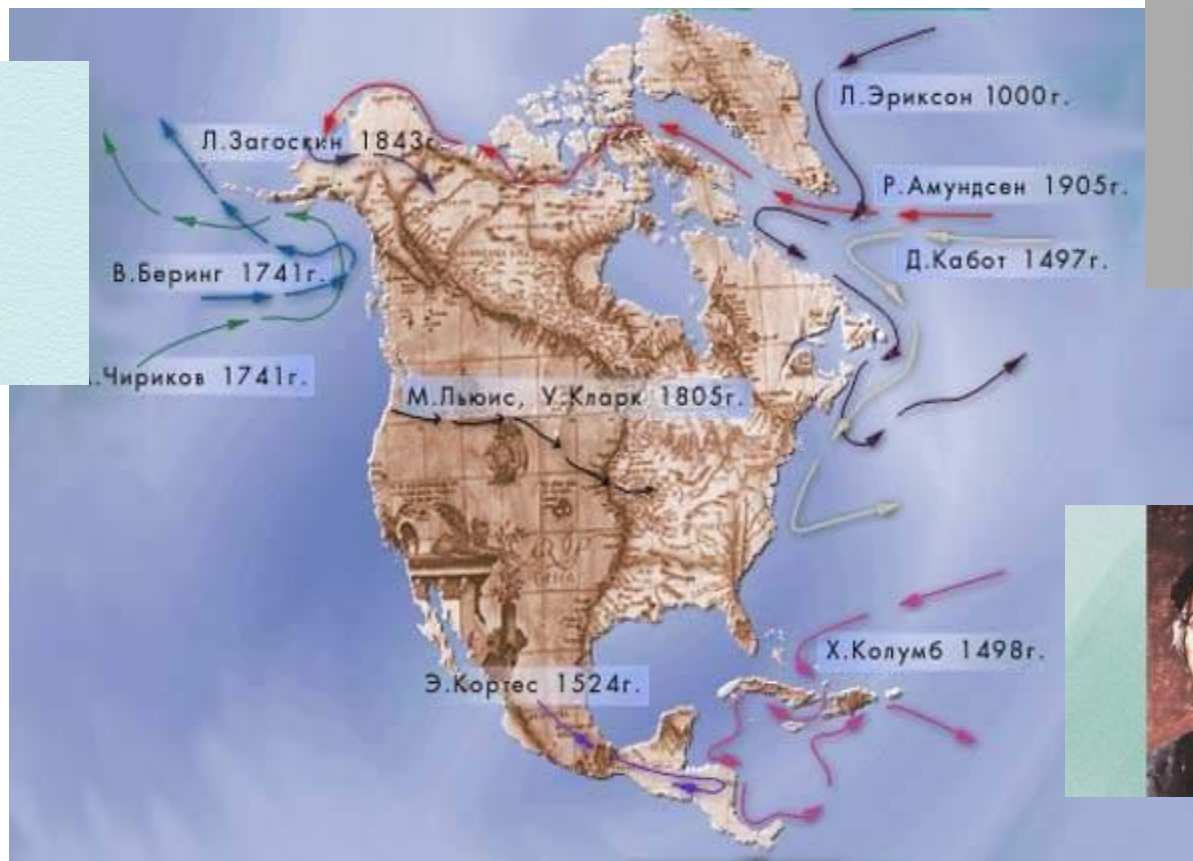 Л.Эриксон 1000г.
Л.Загоскин 1843г.
Р.Амундсен 1905г.
Д.Кабот 1497г.
В.Беринг 1741г.
.Чириков 1741г.
М.Льюис, У.Кларк 1805г.
Х.Колумб 1498г.
Э.Кортес 1524г.